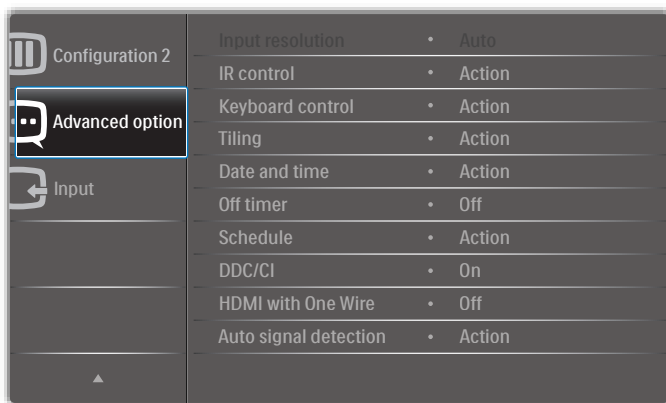 Configuration 2
Advanced option
Input
Input resolution • Auto
IR control • Action
Keyboard control • Action
Tiling • Action
Date and time • Action
Off timer • Off
Schedule • Action
DDC/CI • On
HDMI with One Wire • Off
Auto signal detection • Action